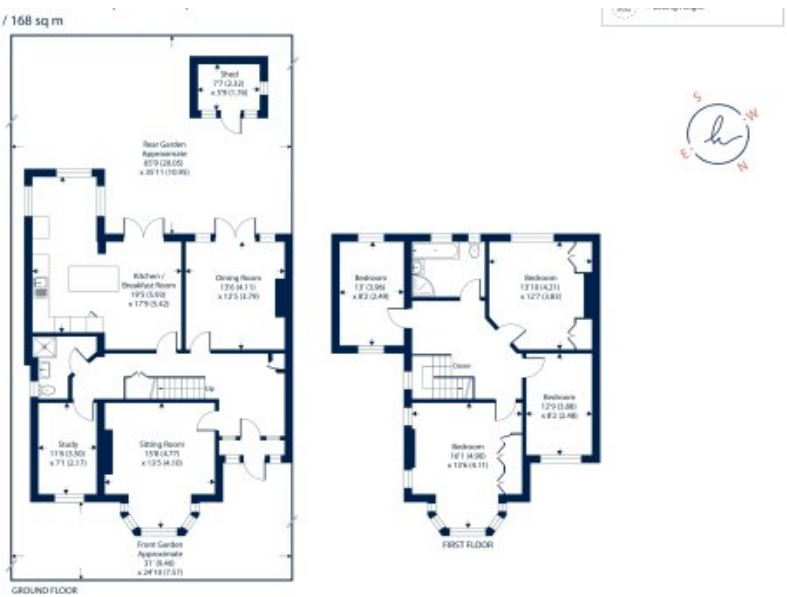 / 168 sq m
Shed
7'7 (2.32)
x 5'9 (1.76)
S
W
E
N
Rear Garden
Approximate
x 35'11 (10.95)
Kitchen /
Breakfast Room
19'5 (5.93)
x 17'9 (5.42)
Dining Room
13'6 (4.11)
x 12'5 (3.79)
Bedroom
13' (3.96)
x 8'2 (2.49)
Bedroom
13'10 (4.21)
x 12'7 (3.83)
Up
Down
Study
11'6 (3.50)
x 7'1 (2.17)
Sitting Room
15'8 (4.77)
x 13'5 (4.10)
Bedroom
12'9 (3.88)
x 8'2 (2.48)
Bedroom
16'1 (4.90)
x 13'6 (4.11)
Front Garden
Approximate
31' (9.46)
x 24'10 (7.57)
GROUND FLOOR
FIRST FLOOR